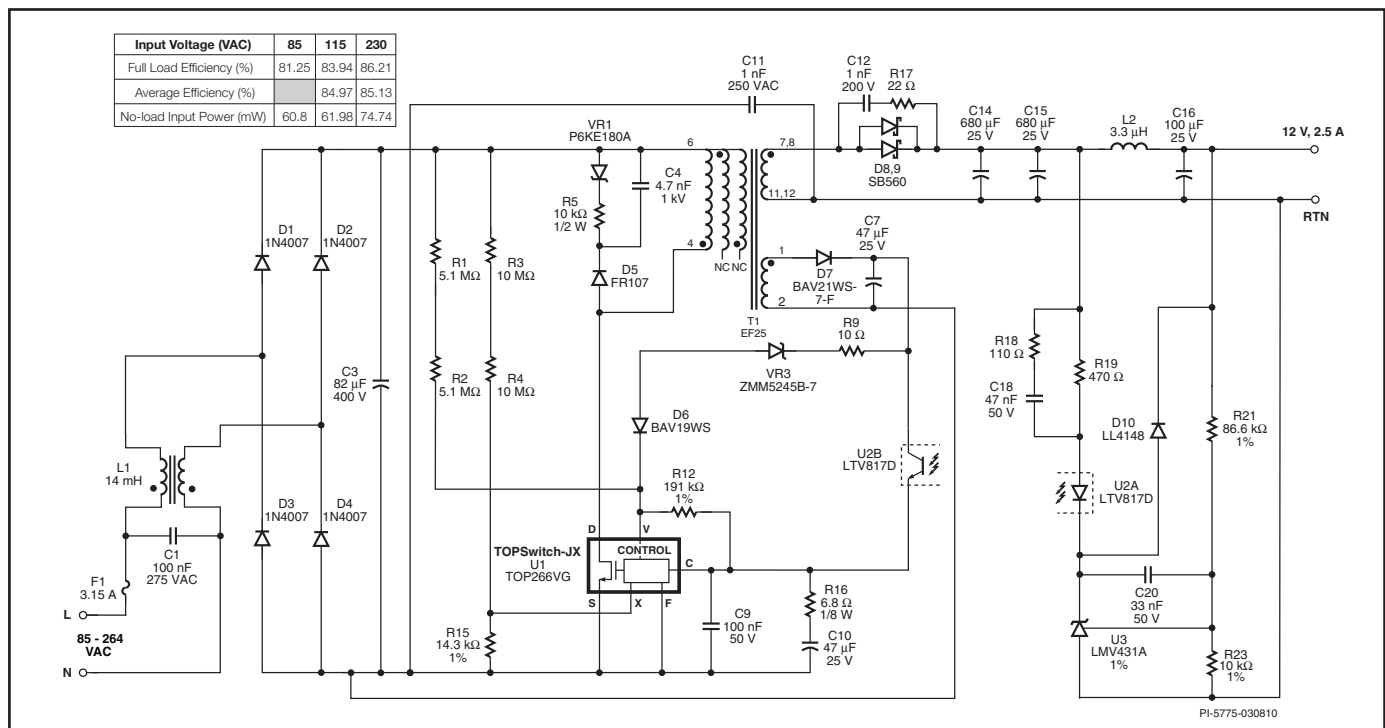 Input Voltage (VAC) 85 115 230
Full Load Efficiency (%) 81.25 83.94 86.21
Average Efficiency (%) 84.97 85.13
No-load Input Power (mW) 60.8 61.98 74.74
C11
1 nF
250 VAC
C12
1 nF
200 V
R17
22 Ω
D8,9
SB560
C14
680 µF
25 V
C15
680 µF
25 V
L2
3.3 µH
C16
100 µF
25 V
12 V, 2.5 A
RTN
VR1
P6KE180A
C4
4.7 nF
1 kV
R5
10 kΩ
1/2 W
D5
FR107
6
4
NC NC
7,8
11,12
1
2
T1
EF25
D7
BAV21WS-
7-F
C7
47 µF
25 V
D1
1N4007
D2
1N4007
R1
5.1 MΩ
R3
10 MΩ
R2
5.1 MΩ
R4
10 MΩ
C3
82 µF
400 V
VR3
ZMM5245B-7
R9
10 Ω
D6
BAV19WS
R12
191 kΩ
1%
U2B
LTV817D
R18
110 Ω
C18
47 nF
50 V
R19
470 Ω
D10
LL4148
R21
86.6 kΩ
1%
U2A
LTV817D
L1
14 mH
D3
1N4007
D4
1N4007
C1
100 nF
275 VAC
F1
3.15 A
L
85 - 264
VAC
N
TOPSwitch-JX
U1
TOP266VG
D
V
CONTROL
C
S
X
F
R15
14.3 kΩ
1%
C9
100 nF
50 V
R16
6.8 Ω
1/8 W
C10
47 µF
25 V
C20
33 nF
50 V
U3
LMV431A
1%
R23
10 kΩ
1%
PI-5775-030810